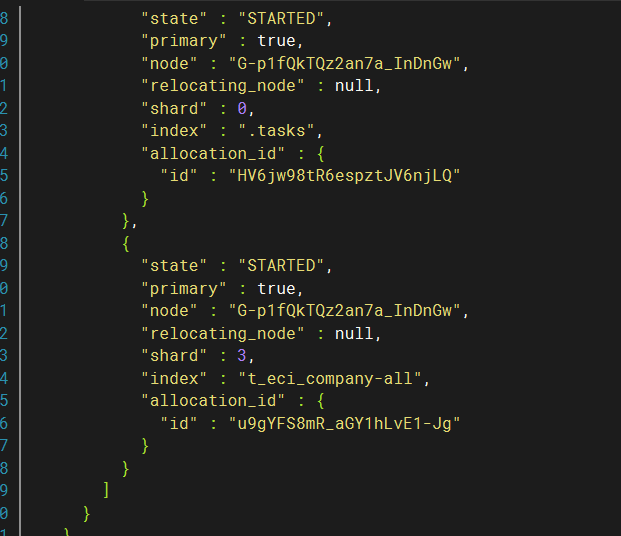 8 "state" : "STARTED",
9 "primary" : true,
0 "node" : "G-p1fQkTQz2an7a_InDnGw",
1 "relocating_node" : null,
2 "shard" : 0,
3 "index" : ".tasks",
4 "allocation_id" : {
5 "id" : "HV6jw98tR6espztJV6njLQ"
6 }
7 },
8 {
9 "state" : "STARTED",
0 "primary" : true,
1 "node" : "G-p1fQkTQz2an7a_InDnGw",
2 "relocating_node" : null,
3 "shard" : 3,
4 "index" : "t_eci_company-all",
5 "allocation_id" : {
6 "id" : "u9gYFS8mR_aGY1hLvE1-Jg"
7 }
8 }
9 ]
0 }
1 }